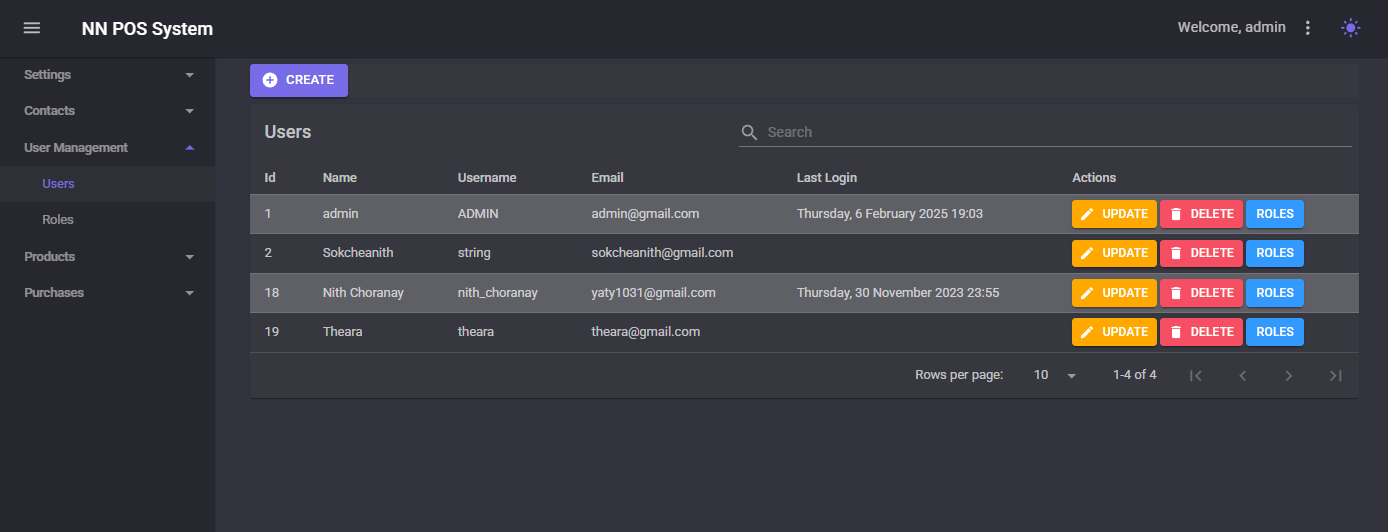 NN POS System
Welcome, admin
Settings
Contacts
User Management
Users
Roles
Products
Purchases
CREATE
Users
Search
Id Name Username Email Last Login Actions
1 admin ADMIN admin@gmail.com Thursday, 6 February 2025 19:03 UPDATE DELETE ROLES
2 Sokcheanith string sokcheanith@gmail.com UPDATE DELETE ROLES
18 Nith Choranay nith_choranay yaty1031@gmail.com Thursday, 30 November 2023 23:55 UPDATE DELETE ROLES
19 Theara theara theara@gmail.com UPDATE DELETE ROLES
Rows per page: 10 1-4 of 4